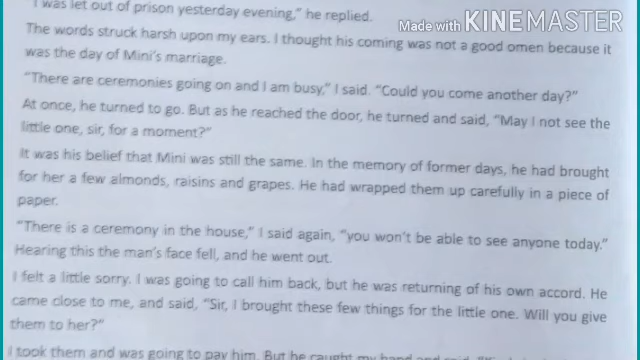 I was let out of prison yesterday evening," he replied.
Made with KINEMASTER
The words struck harsh upon my ears. I thought his coming was not a good omen because it
was the day of Mini's marriage.
"There are ceremonies going on and I am busy," I said. "Could you come another day?"
At once, he turned to go. But as he reached the door, he turned and said, "May I not see the
little one, sir, for a moment?"
It was his belief that Mini was still the same. In the memory of former days, he had brought
for her a few almonds, raisins and grapes. He had wrapped them up carefully in a piece of
paper.
"There is a ceremony in the house," I said again, "you won't be able to see anyone today."
Hearing this the man's face fell, and he went out.
I felt a little sorry. I was going to call him back, but he was returning of his own accord. He
came close to me, and said, "Sir, I brought these few things for the little one. Will you give
them to her?"
I took them and was going to pay him. But he caught my hand and said,